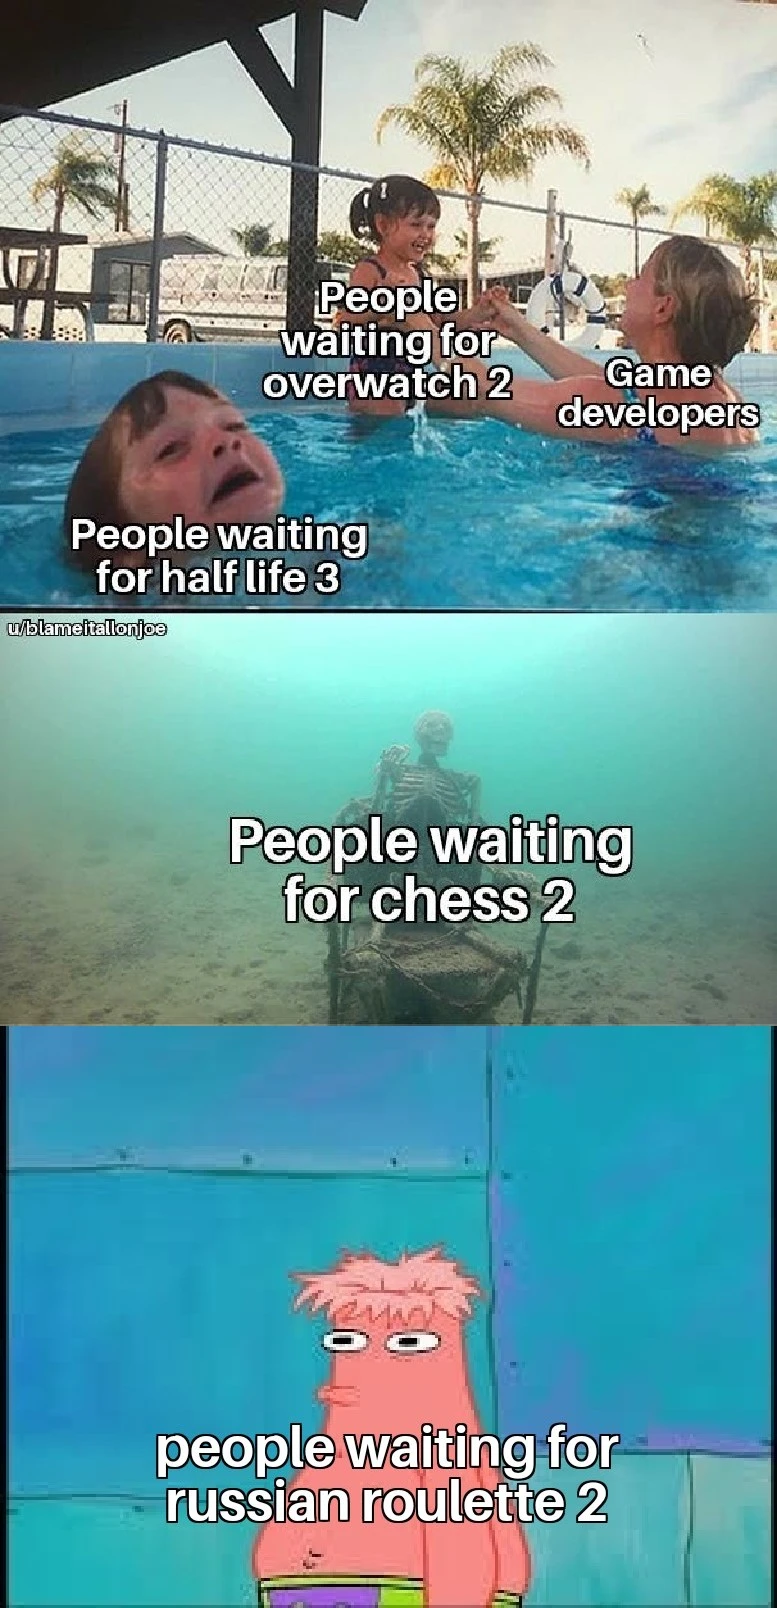 People
waiting for
overwatch 2
Game
developers
People waiting
for half life 3
u/blameitallonjoe
People waiting
for chess 2
people waiting for
russian roulette 2